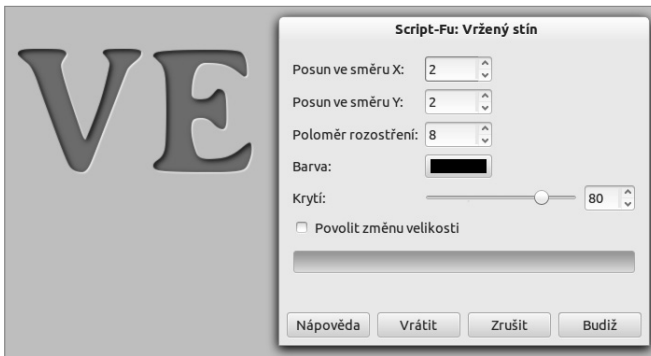 VE
Script-Fu: Vržený stín
Posun ve směru X: 2
Posun ve směru Y: 2
Poloměr rozostření: 8
Barva:
Krytí: 80
Povolit změnu velikosti
Nápověda Vrátit Zrušit Budiž